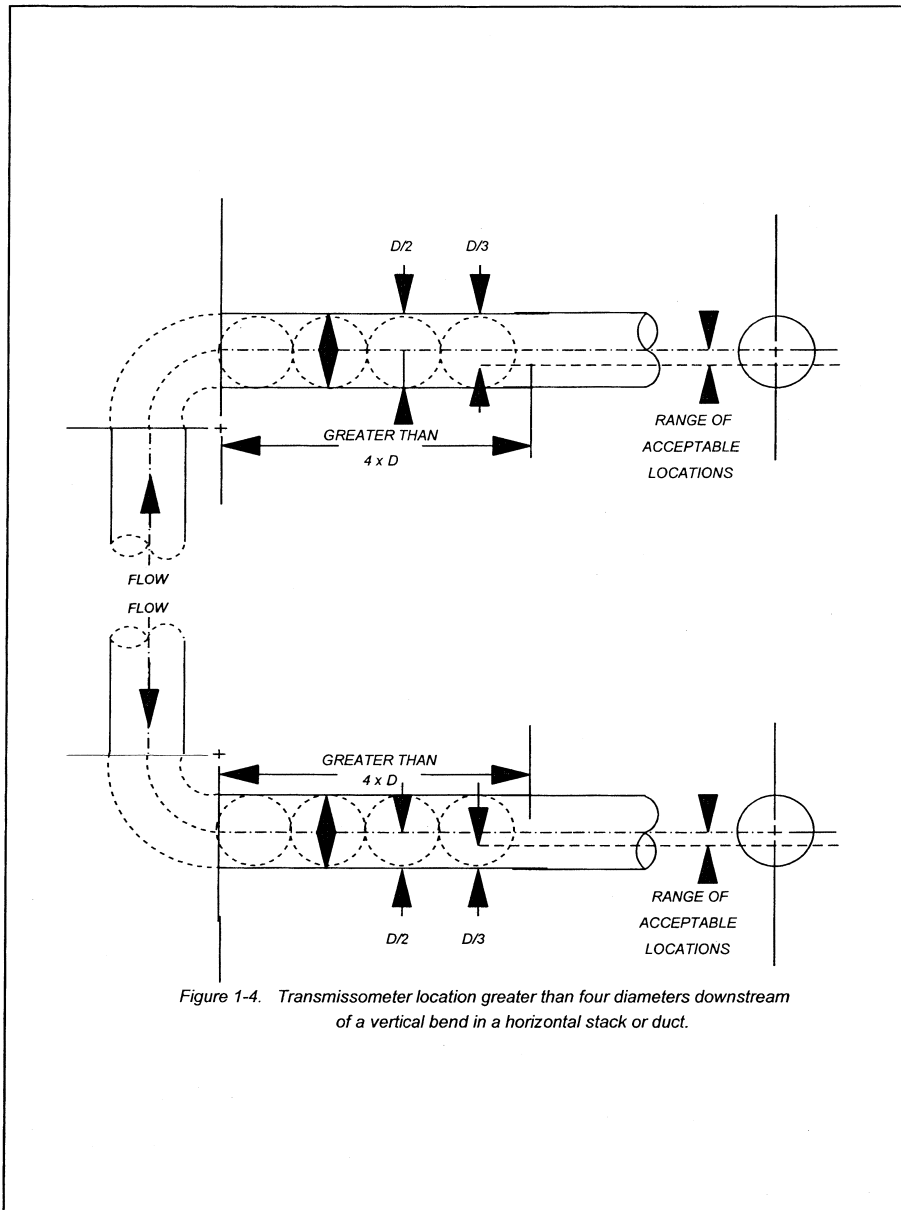 D/2 D/3
GREATER THAN
4 x D
RANGE OF
ACCEPTABLE
LOCATIONS
FLOW
FLOW
GREATER THAN
4 x D
RANGE OF
ACCEPTABLE
LOCATIONS
D/2 D/3
Figure 1-4. Transmissometer location greater than four diameters downstream
of a vertical bend in a horizontal stack or duct.